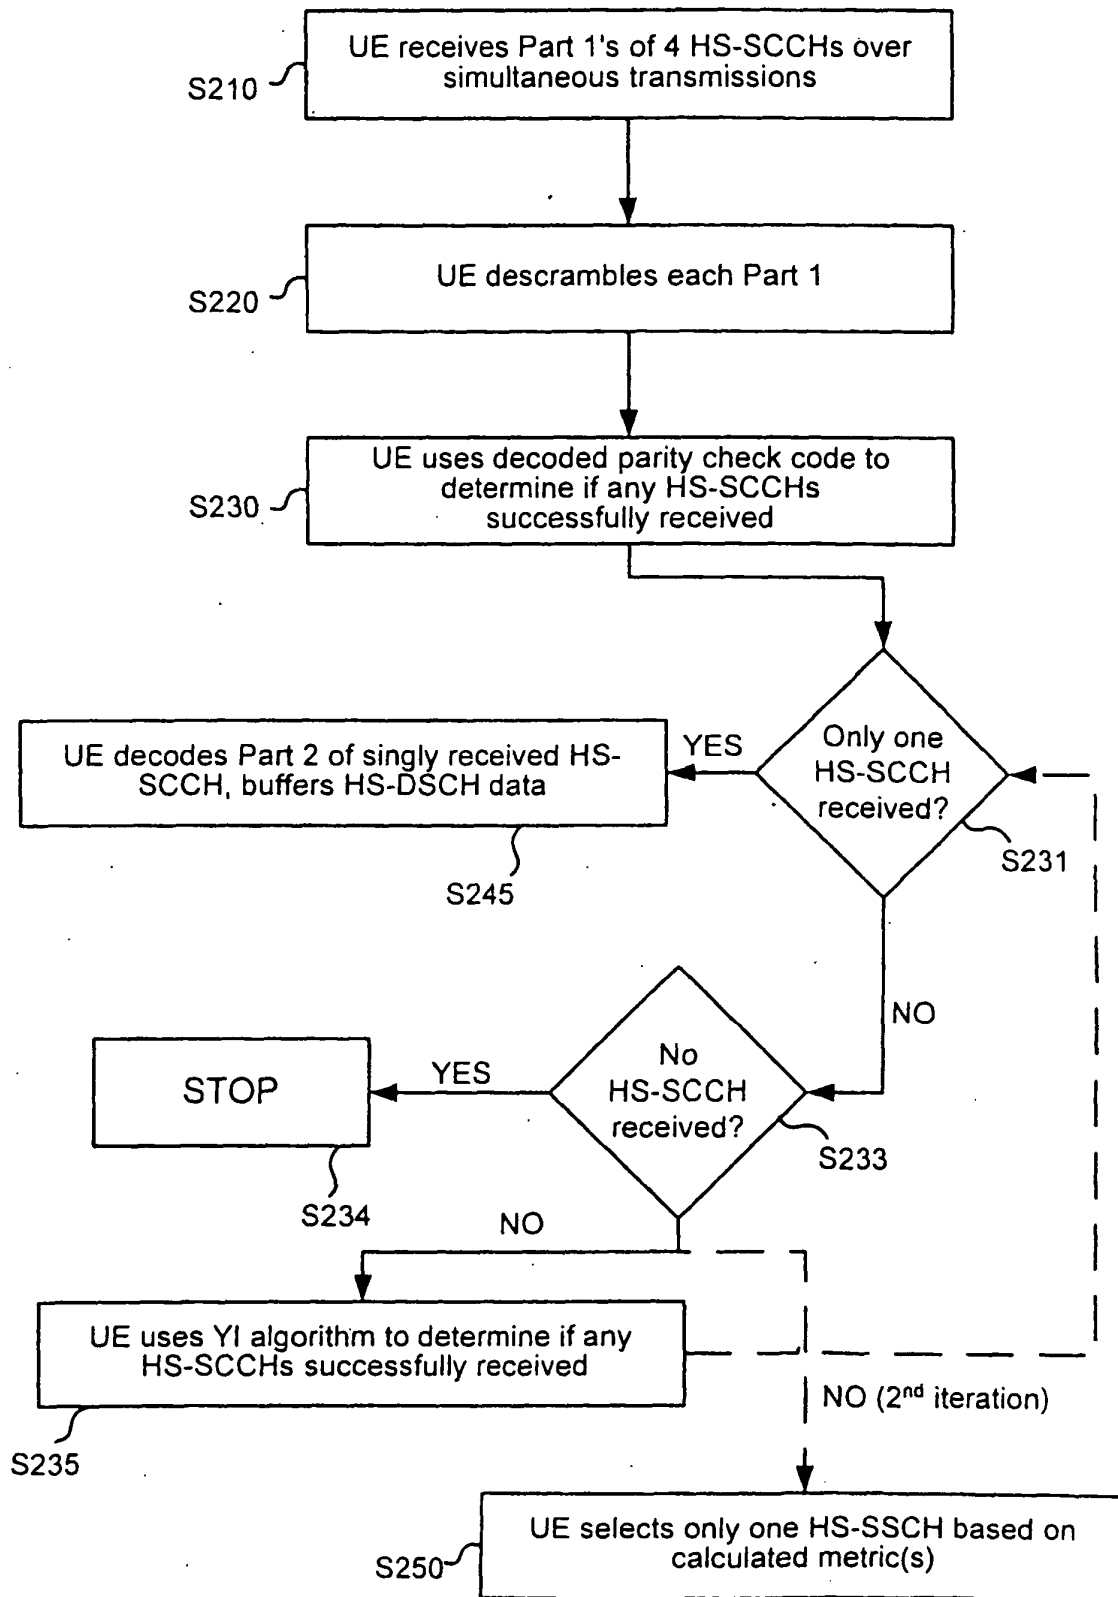 UE receives Part 1's of 4 HS-SCCHs over
simultaneous transmissions
S210
UE descrambles each Part 1
S220
UE uses decoded parity check code to
determine if any HS-SCCHs
successfully received
S230
Only one
HS-SCCH
received?
S231
YES
UE decodes Part 2 of singly received HS-
SCCH, buffers HS-DSCH data
S245
NO
No
HS-SCCH
received?
S233
YES
STOP
S234
NO
UE uses YI algorithm to determine if any
HS-SCCHs successfully received
S235
NO (2nd iteration)
UE selects only one HS-SSCH based on
calculated metric(s)
S250